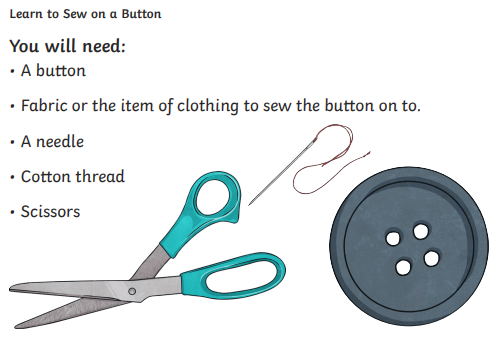 Learn to Sew on a Button
You will need:
• A button
• Fabric or the item of clothing to sew the button on to.
• A needle
• Cotton thread
• Scissors